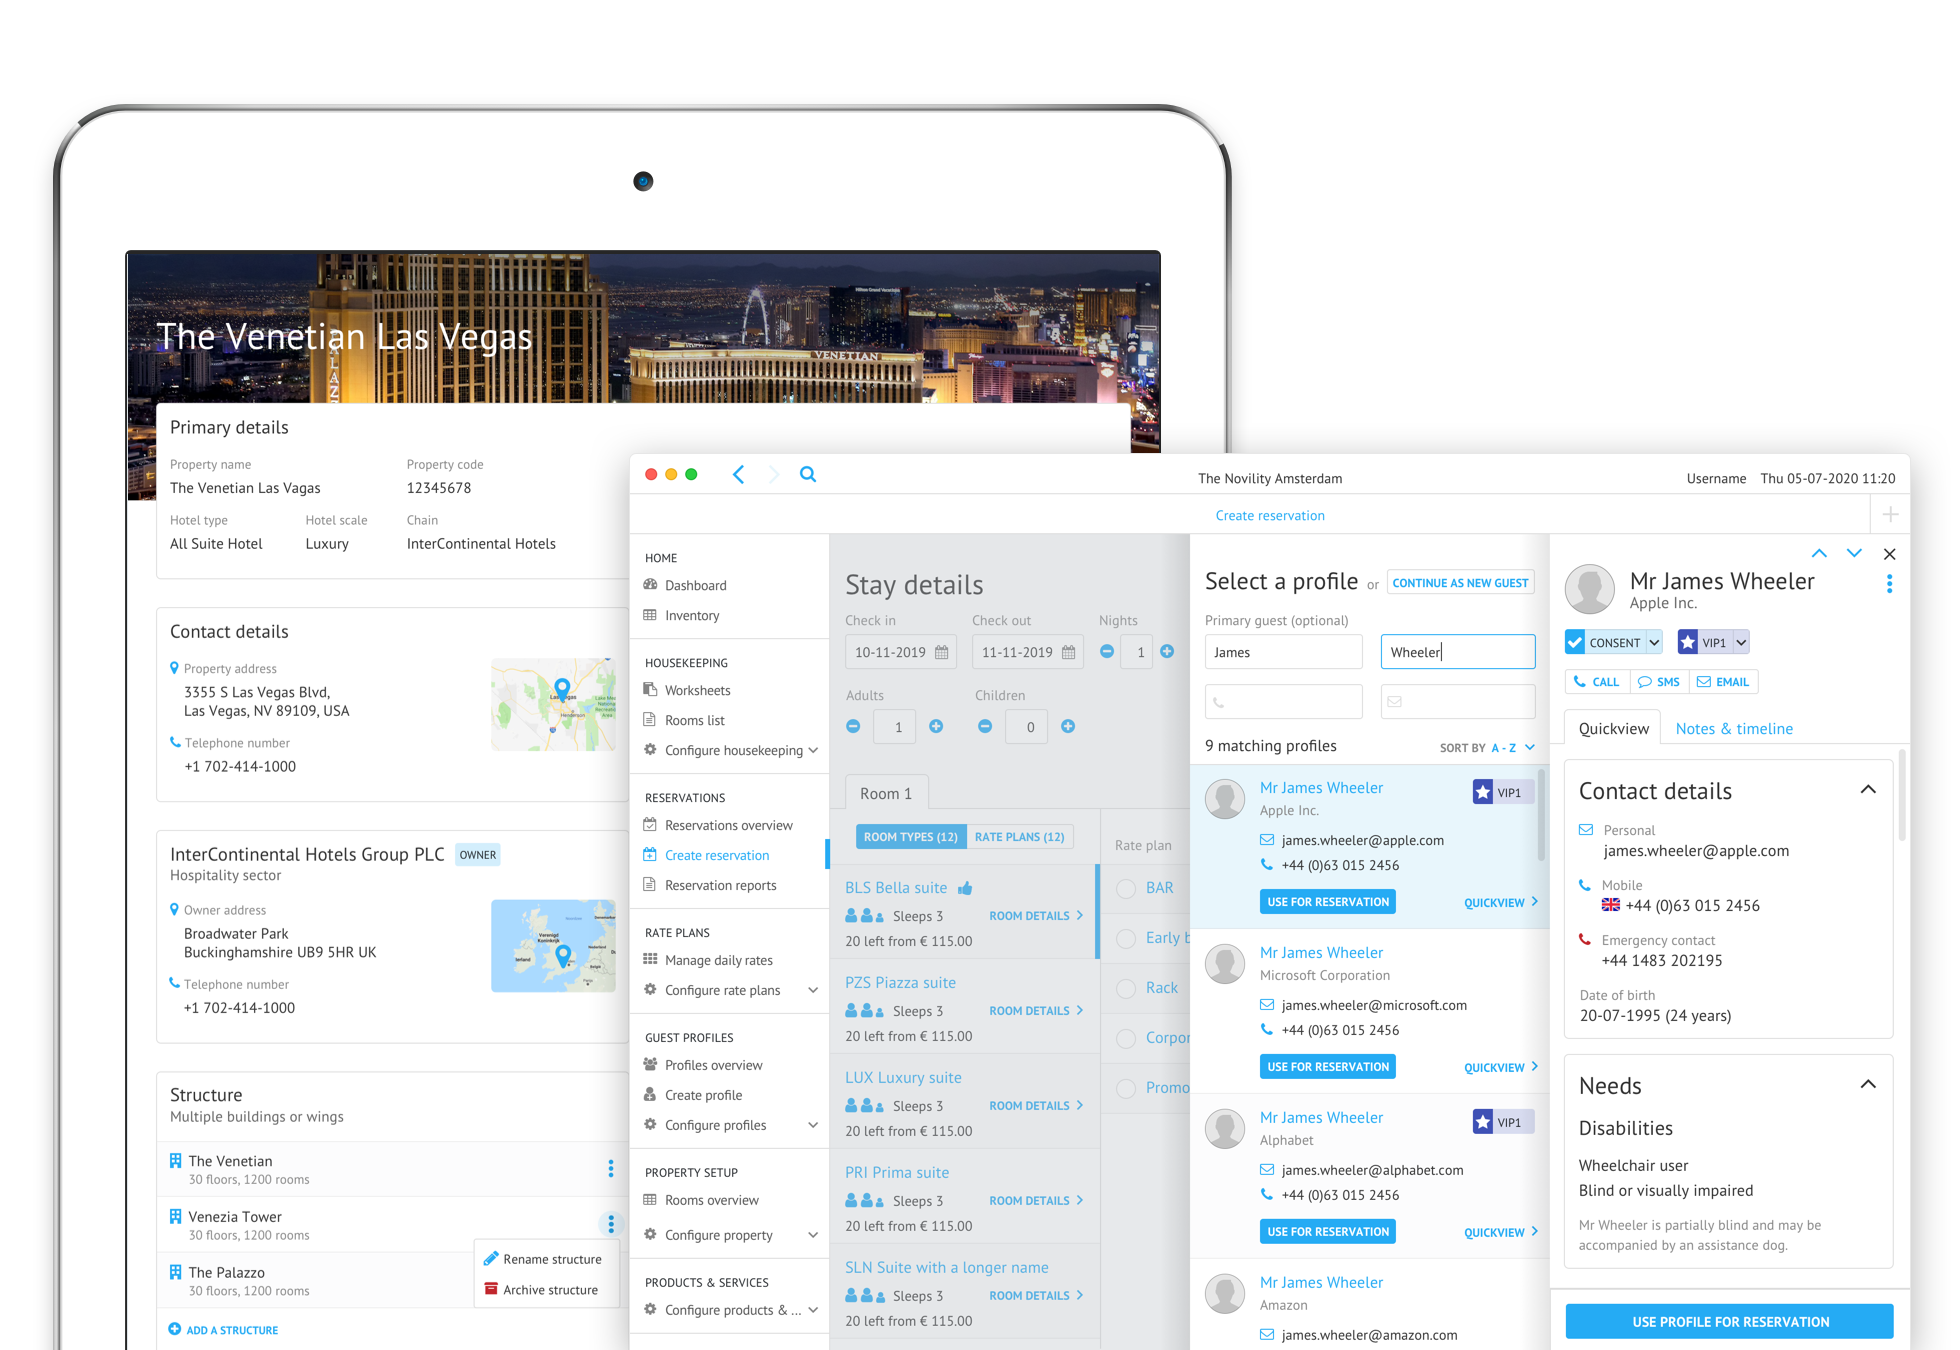 The Venetian Las Vegas
VENETIAN
Primary details
Property name
Property code
The Venetian Las Vagas
12345678
Hotel type
Hotel scale
Chain
All Suite Hotel
Luxury
InterContinental Hotels
Contact details
Property address
3355 S Las Vegas Blvd,
Las Vegas, NV 89109, USA
Telephone number
+1 702-414-1000
Henderson
InterContinental Hotels Group PLC
OWNER
Hospitality sector
Owner address
Broadwater Park
Buckinghamshire UB9 5HR UK
Telephone number
+1 702-414-1000
Verenigd
Koninkrijk
Structure
Multiple buildings or wings
The Venetian
30 floors, 1200 rooms
Venezia Tower
30 floors, 1200 rooms
Rename structure
The Palazzo
30 floors, 1200 rooms
Archive structure
ADD A STRUCTURE
The Novility Amsterdam
Username
Thu 05-07-2020 11:20
Create reservation
HOME
Dashboard
Inventory
HOUSEKEEPING
Worksheets
Rooms list
Configure housekeeping
RESERVATIONS
Reservations overview
Create reservation
Reservation reports
RATE PLANS
Manage daily rates
Configure rate plans
GUEST PROFILES
Profiles overview
Create profile
Configure profiles
PROPERTY SETUP
Rooms overview
Configure property
PRODUCTS & SERVICES
Configure products & ...
Stay details
Check in
Check out
Nights
10-11-2019
11-11-2019
1
Adults
Children
1
0
Room 1
ROOM TYPES (12)
RATE PLANS (12)
BLS Bella suite
Sleeps 3
ROOM DETAILS
20 left from € 115.00
PZS Piazza suite
Sleeps 3
ROOM DETAILS
20 left from € 115.00
LUX Luxury suite
Sleeps 3
ROOM DETAILS
20 left from € 115.00
PRI Prima suite
Sleeps 3
ROOM DETAILS
20 left from € 115.00
SLN Suite with a longer name
Sleeps 3
ROOM DETAILS
20 left from € 115.00
Rate plan
BAR
Early b
Rack
Corpor
Promo
Select a profile or CONTINUE AS NEW GUEST
Primary guest (optional)
James
Wheeler
9 matching profiles
SORT BY A - Z
Mr James Wheeler
VIP1
Apple Inc.
james.wheeler@apple.com
+44 (0)63 015 2456
USE FOR RESERVATION
QUICKVIEW
Mr James Wheeler
Microsoft Corporation
james.wheeler@microsoft.com
+44 (0)63 015 2456
USE FOR RESERVATION
QUICKVIEW
Mr James Wheeler
VIP1
Alphabet
james.wheeler@alphabet.com
+44 (0)63 015 2456
USE FOR RESERVATION
QUICKVIEW
Mr James Wheeler
Amazon
james.wheeler@amazon.com
Mr James Wheeler
Apple Inc.
CONSENT
VIP1
CALL
SMS
EMAIL
Quickview
Notes & timeline
Contact details
Personal
james.wheeler@apple.com
Mobile
+44 (0)63 015 2456
Emergency contact
+44 1483 202195
Date of birth
20-07-1995 (24 years)
Needs
Disabilities
Wheelchair user
Blind or visually impaired
Mr Wheeler is partially blind and may be
accompanied by an assistance dog.
USE PROFILE FOR RESERVATION